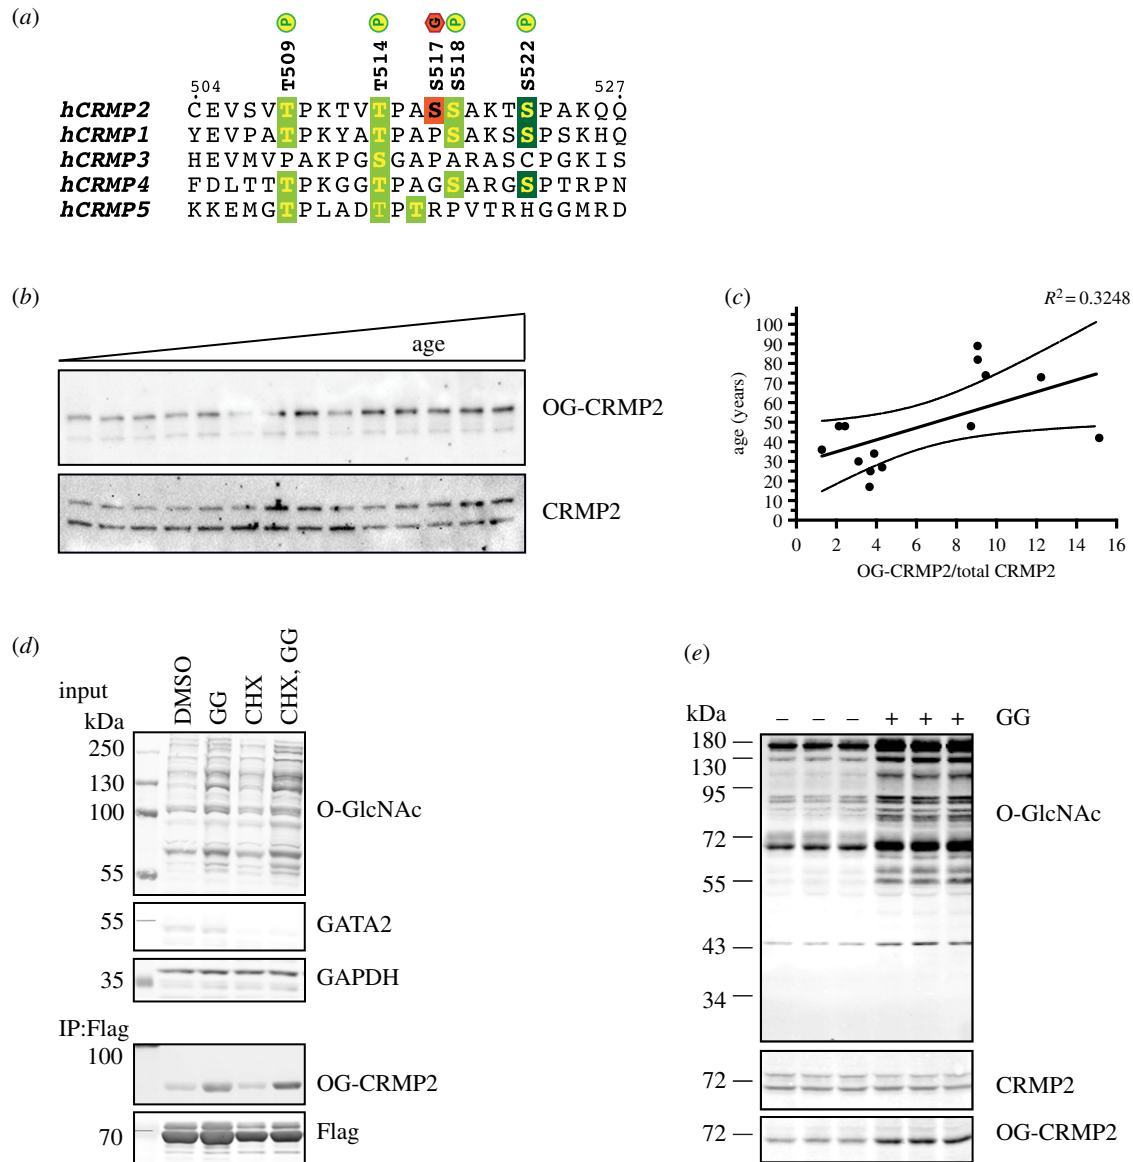 (a)
P P G P P
T509 T514 S517 S518 S522
504 527
hCRMP2 CEVSVTPKTVTPASSAKTSPAKQQ
hCRMP1 YEVPATPKYATPAPSAKSSPSKHQ
hCRMP3 HEVMVPAKPGSGAPARASCPGKIS
hCRMP4 FDLTTTPKGGTPAGSARGSPTRPN
hCRMP5 KKEMGTPLADTPTRPVTRHGGMRD
(b)
age
OG-CRMP2
CRMP2
(c)
R² = 0.3248
100
90
80
70
60
50
40
30
20
10
0
age (years)
0 2 4 6 8 10 12 14 16
OG-CRMP2/total CRMP2
(d)
input
kDa
DMSO GG CHX CHX, GG
250
130
100
55
O-GlcNAc
55
GATA2
35
GAPDH
IP:Flag
100
OG-CRMP2
70
Flag
(e)
kDa
– – – + + + GG
180
130
95
72
55
43
34
O-GlcNAc
72
CRMP2
72
OG-CRMP2